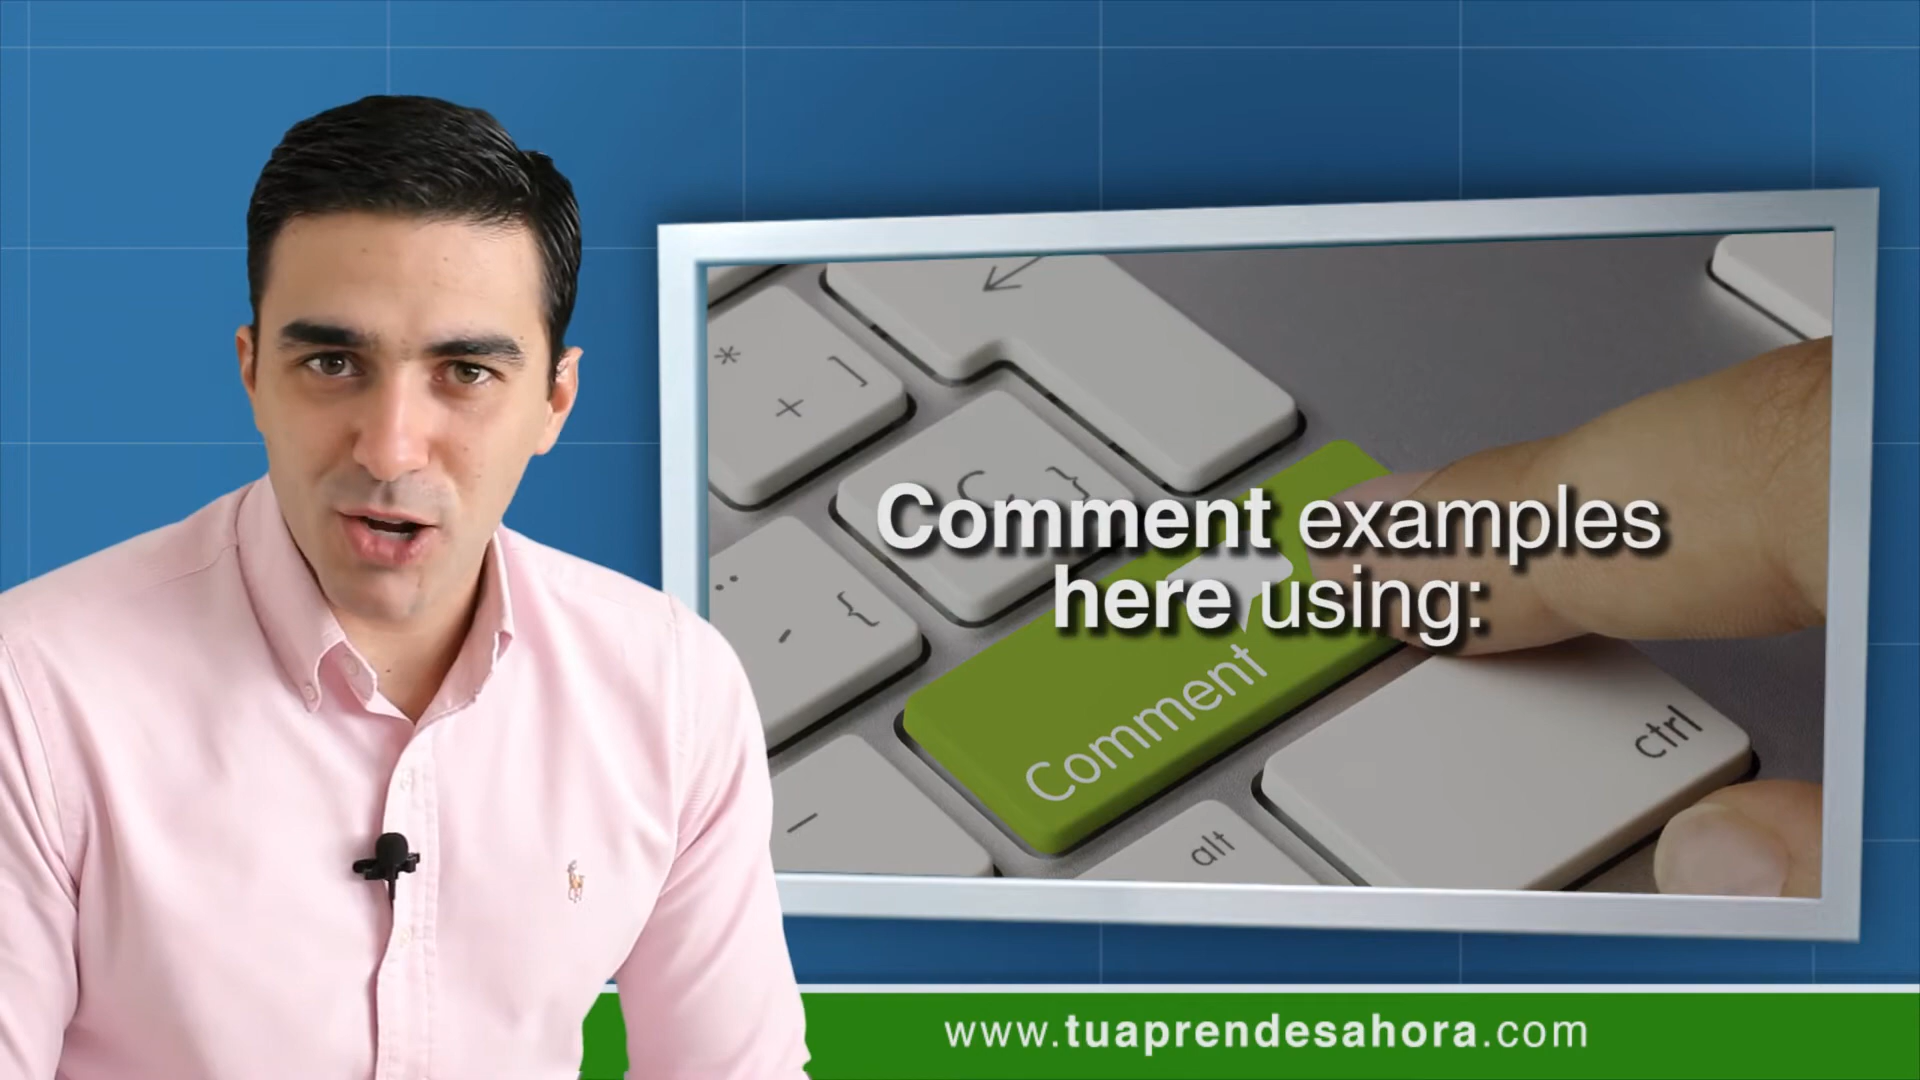 Comment examples
here using:
* ]
+
Ç }
¨ {
´
Comment
ctrl
alt
—
www.tuaprendesahora.com